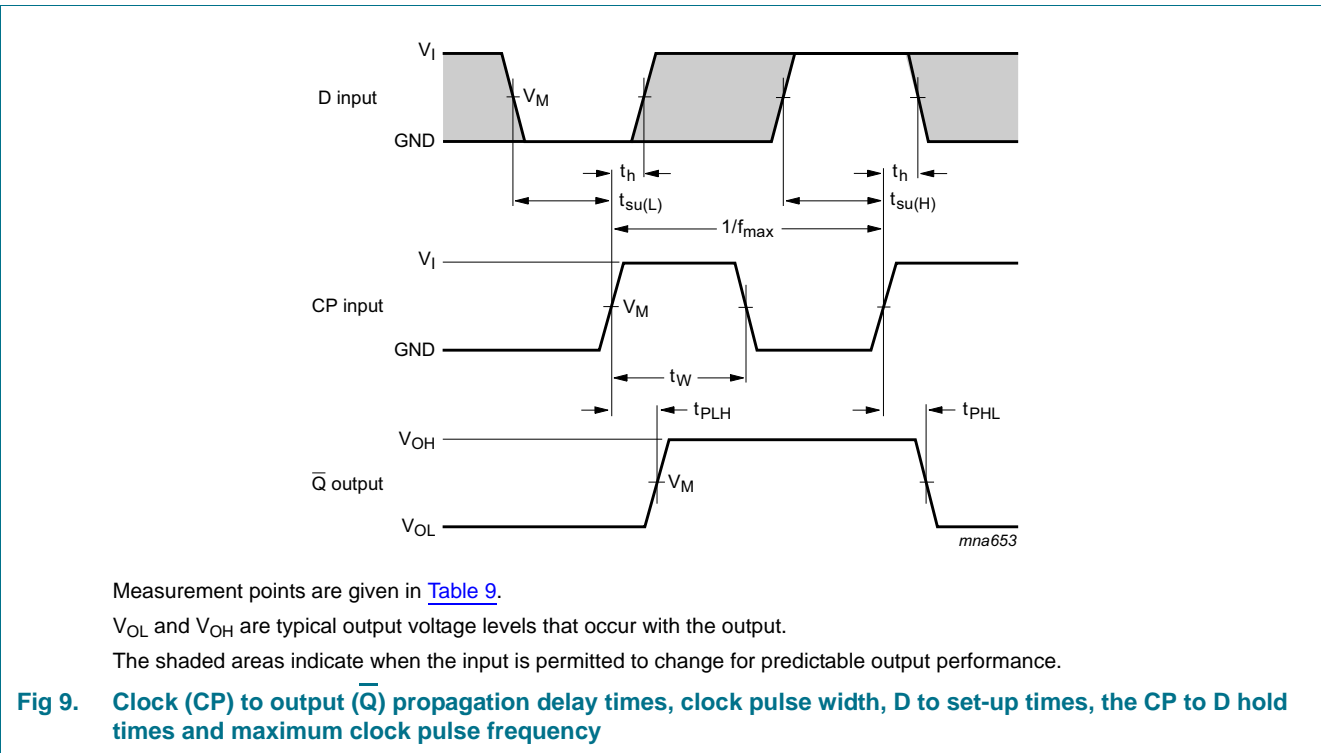 V_I
D input
V_M
GND
t_h
t_h
t_su(L)
t_su(H)
1/f_max
V_I
CP input
V_M
GND
t_W
t_PLH
t_PHL
V_OH
Q̅ output
V_M
V_OL
mna653
Measurement points are given in Table 9.
V_OL and V_OH are typical output voltage levels that occur with the output.
The shaded areas indicate when the input is permitted to change for predictable output performance.
Fig 9. Clock (CP) to output (Q̅) propagation delay times, clock pulse width, D to set-up times, the CP to D hold
times and maximum clock pulse frequency